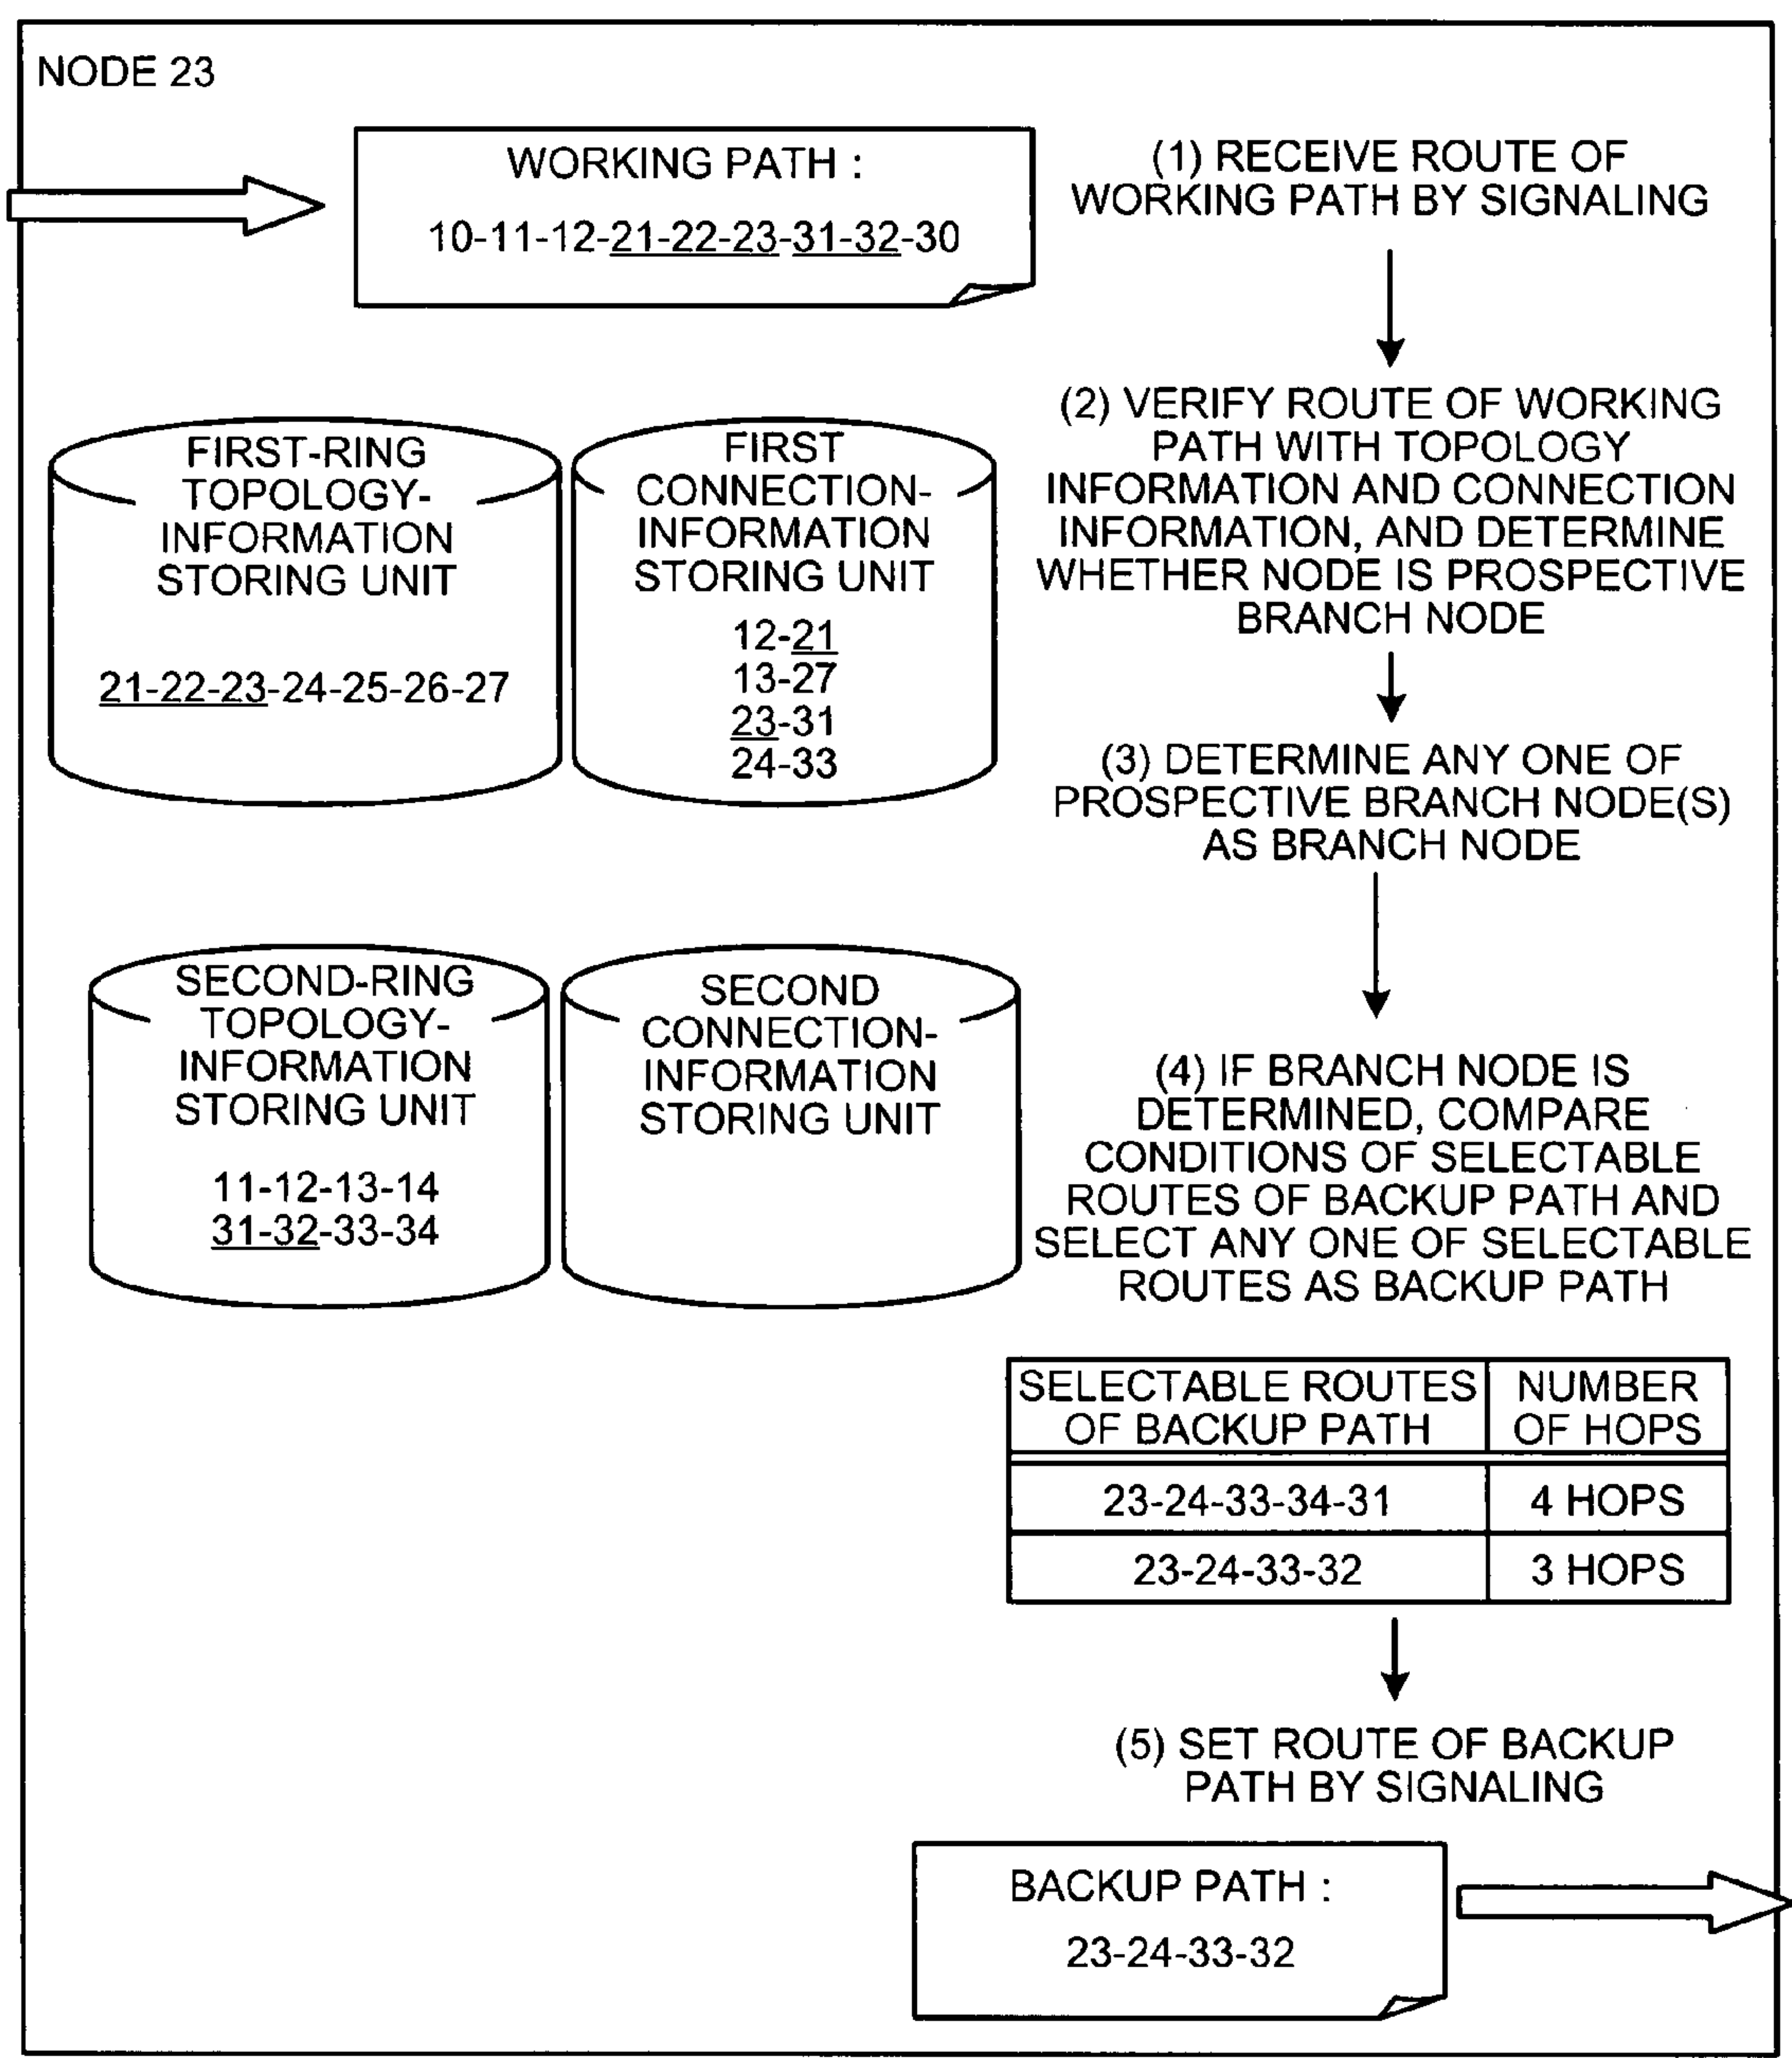 NODE 23
WORKING PATH :
10-11-12-21-22-23-31-32-30
(1) RECEIVE ROUTE OF
WORKING PATH BY SIGNALING
(2) VERIFY ROUTE OF WORKING
PATH WITH TOPOLOGY
INFORMATION AND CONNECTION
INFORMATION, AND DETERMINE
WHETHER NODE IS PROSPECTIVE
BRANCH NODE
FIRST-RING
TOPOLOGY-
INFORMATION
STORING UNIT
21-22-23-24-25-26-27
FIRST
CONNECTION-
INFORMATION
STORING UNIT
12-21
13-27
23-31
24-33
(3) DETERMINE ANY ONE OF
PROSPECTIVE BRANCH NODE(S)
AS BRANCH NODE
SECOND-RING
TOPOLOGY-
INFORMATION
STORING UNIT
11-12-13-14
31-32-33-34
SECOND
CONNECTION-
INFORMATION
STORING UNIT
(4) IF BRANCH NODE IS
DETERMINED, COMPARE
CONDITIONS OF SELECTABLE
ROUTES OF BACKUP PATH AND
SELECT ANY ONE OF SELECTABLE
ROUTES AS BACKUP PATH
SELECTABLE ROUTES
OF BACKUP PATH
NUMBER
OF HOPS
23-24-33-34-31
4 HOPS
23-24-33-32
3 HOPS
(5) SET ROUTE OF BACKUP
PATH BY SIGNALING
BACKUP PATH :
23-24-33-32